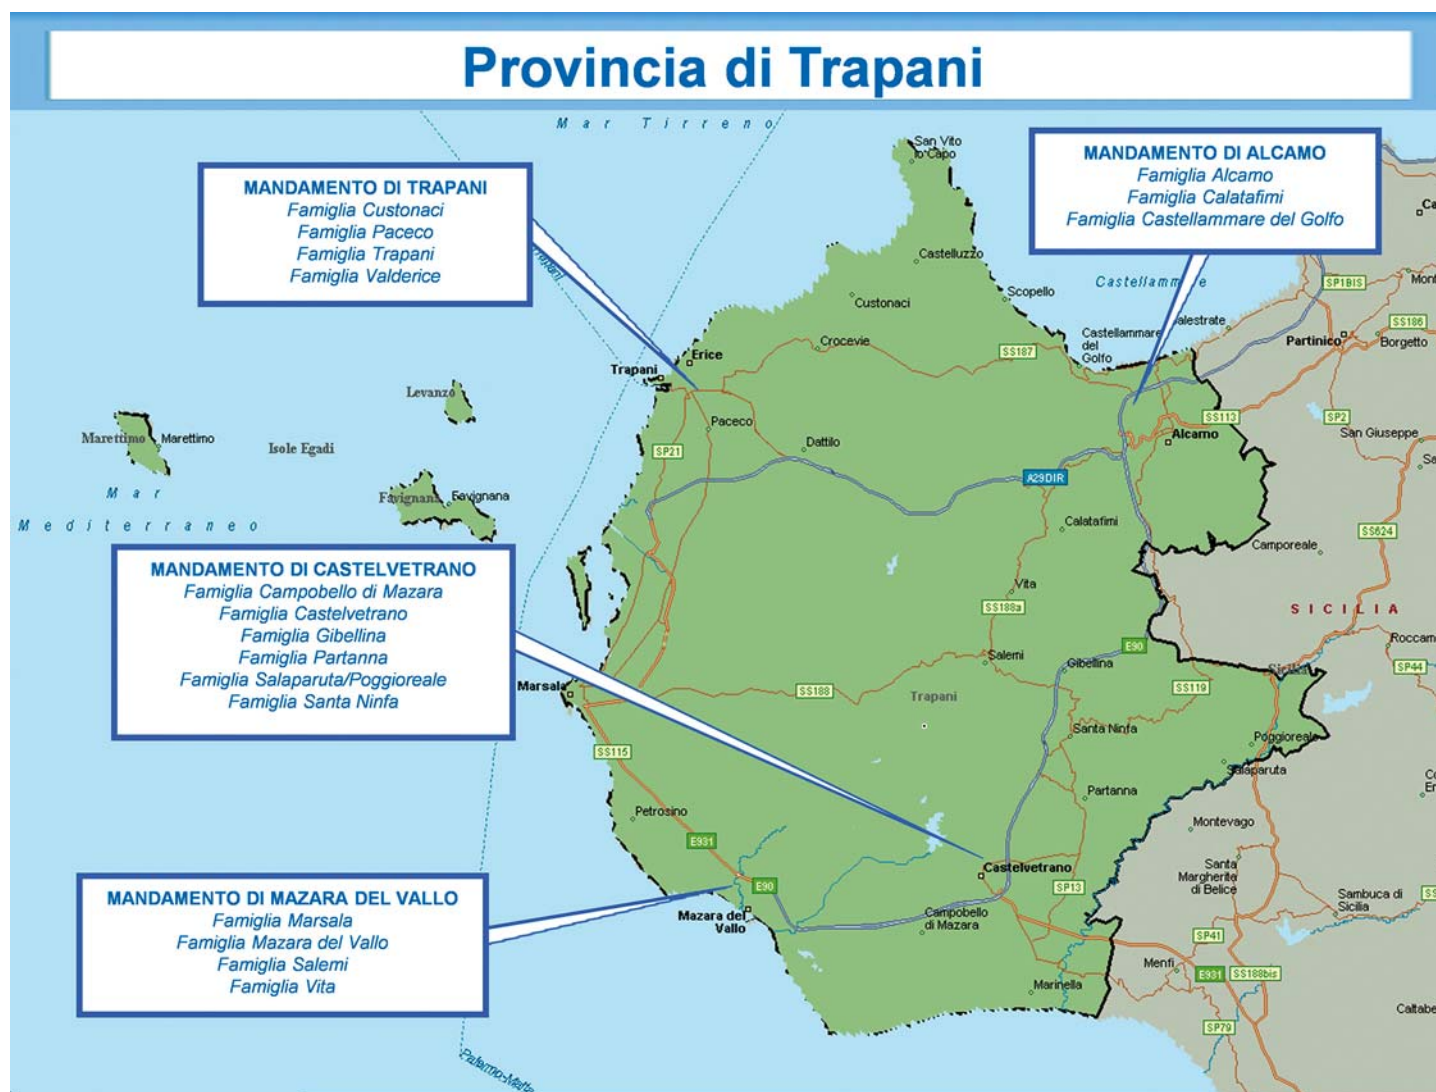 Provincia di Trapani
Mar Tirreno
MANDAMENTO DI TRAPANI
Famiglia Custonaci
Famiglia Paceco
Famiglia Trapani
Famiglia Valderice
MANDAMENTO DI ALCAMO
Famiglia Alcamo
Famiglia Calatafimi
Famiglia Castellammare del Golfo
San Vito
lo Capo
Castelluzzo
Custonaci
Scopello
Castellammare
SP1BIS
SS186
Partinico
Borgetto
Castellammare
del
Golfo
Crocevie
SS187
Erice
Trapani
Levanzo
Marettimo
Marettimo
Isole Egadi
Favignana
Favignana
Mar
Mediterraneo
Paceco
Dattilo
SP21
SS113
Alcamo
SP2
San Giuseppe
A29DIR
Calatafimi
SS624
Camporeale
MANDAMENTO DI CASTELVETRANO
Famiglia Campobello di Mazara
Famiglia Castelvetrano
Famiglia Gibellina
Famiglia Partanna
Famiglia Salaparuta/Poggioreale
Famiglia Santa Ninfa
Vita
SS188a
SICILIA
E90
Salemi
Gibellina
Sicilia
SP44
Marsala
SS188
Trapani
SS119
SS115
Santa Ninfa
Poggioreale
Salaparuta
Partanna
Petrosino
E931
Montevago
Santa
Margherita
di Belice
Sambuca di
Sicilia
MANDAMENTO DI MAZARA DEL VALLO
Famiglia Marsala
Famiglia Mazara del Vallo
Famiglia Salemi
Famiglia Vita
E90
Mazara del
Vallo
Castelvetrano
SP13
Campobello
di Mazara
SP41
Menfi
E931
SS188bis
Marinella
SP79
Palermo-Malta